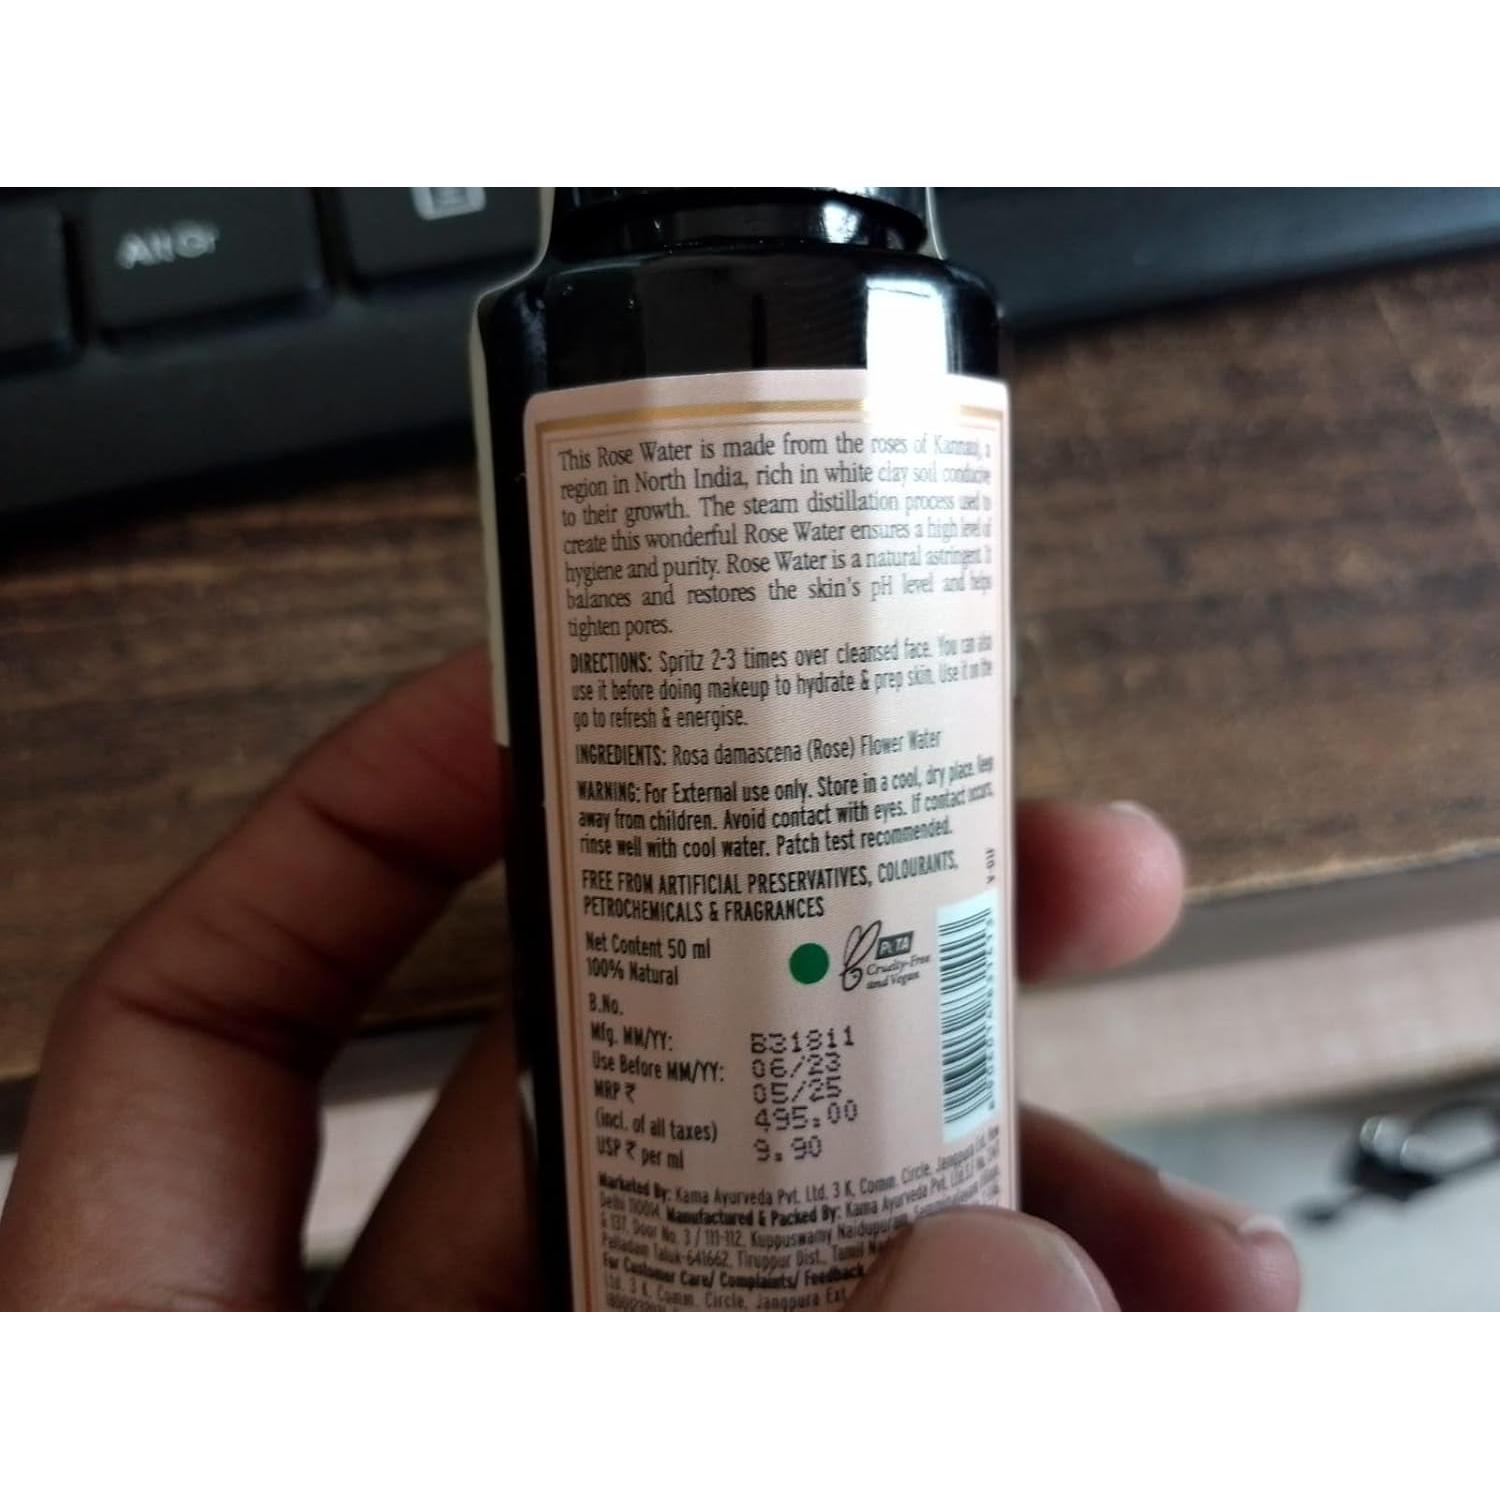 Alt Gr
This Rose Water is made from the roses of Kannauj, a
region in North India, rich in white clay soil conducive
to their growth. The steam distillation process used to
create this wonderful Rose Water ensures a high level of
hygiene and purity. Rose Water is a natural astringent. It
balances and restores the skin's pH level and helps
tighten pores.
DIRECTIONS: Spritz 2-3 times over cleansed face. You can also
use it before doing makeup to hydrate & prep skin. Use it on the
go to refresh & energise.
INGREDIENTS: Rosa damascena (Rose) Flower Water
WARNING: For External use only. Store in a cool, dry place. Keep
away from children. Avoid contact with eyes. If contact occurs,
rinse well with cool water. Patch test recommended.
FREE FROM ARTIFICIAL PRESERVATIVES, COLOURANTS,
PETROCHEMICALS & FRAGRANCES
Net Content 50 ml
100% Natural
PETA
Cruelty-Free
and Vegan
B.No. B31811
Mfg. MM/YY: 06/23
Use Before MM/YY: 05/25
MRP ₹ 495.00
(incl. of all taxes)
USP ₹ per ml 9.90
Marketed By: Kama Ayurveda Pvt. Ltd. 3 K, Comm. Circle, Jangpura
Delhi 110014. Manufactured & Packed By: Kama Ayurveda Pvt. Ltd.
& 137, Door No. 3 / 111-112, Kuppuswamy Naidupuram,
Palladam Taluk-641662, Tiruppur Dist., Tamil
For Customer Care/ Complaints/ Feedback
Ltd. 3 K, Comm. Circle, Jangpura Ext.